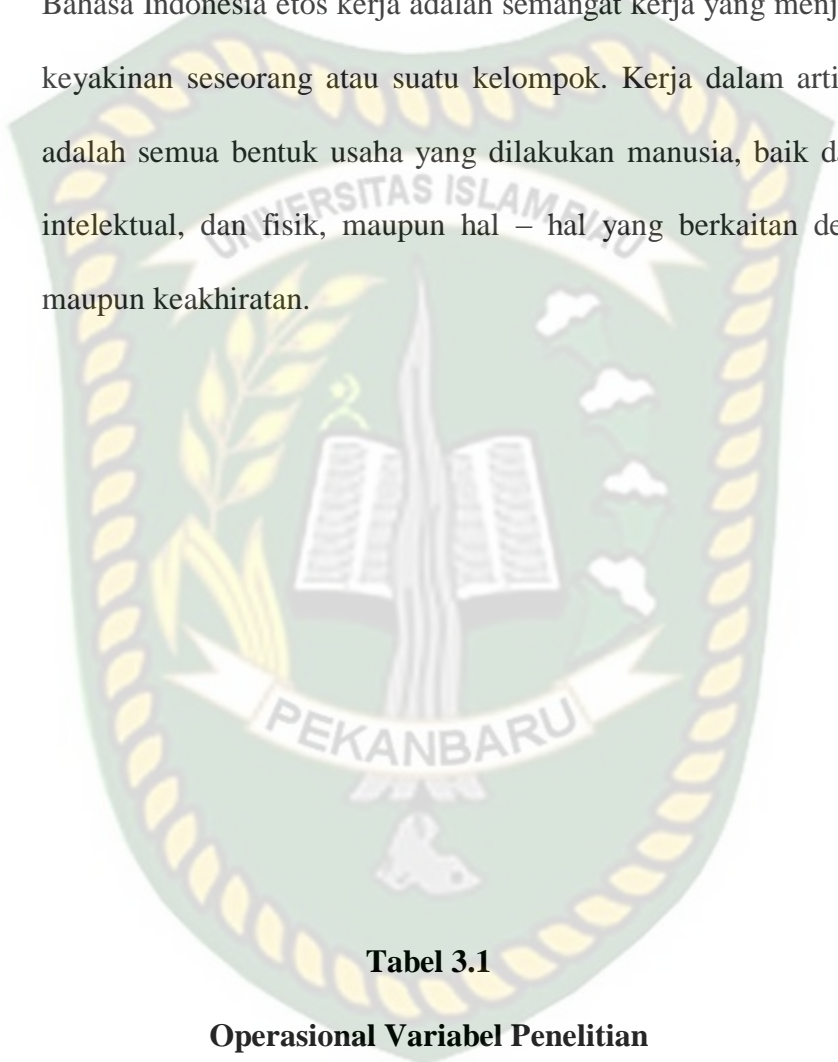 Bahasa Indonesia etos kerja adalah semangat kerja yang menj
keyakinan seseorang atau suatu kelompok. Kerja dalam arti
adalah semua bentuk usaha yang dilakukan manusia, baik da
intelektual, dan fisik, maupun hal – hal yang berkaitan de
maupun keakhiratan.
UNIVERSITAS ISLAM RIAU
PEKANBARU
Tabel 3.1
Operasional Variabel Penelitian